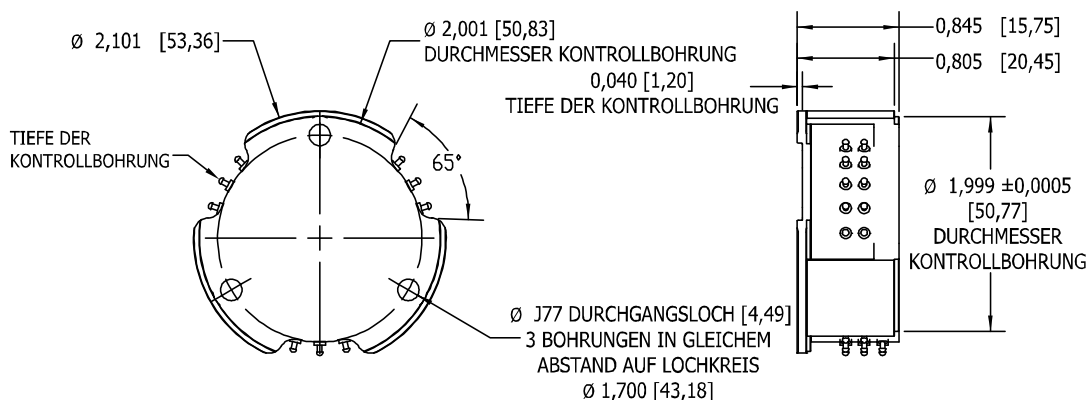 Ø 2,101 [53,36]
Ø 2,001 [50,83]
DURCHMESSER KONTROLLBOHRUNG
0,040 [1,20]
TIEFE DER KONTROLLBOHRUNG
TIEFE DER
KONTROLLBOHRUNG
65°
Ø J77 DURCHGANGSLOCH [4,49]
3 BOHRUNGEN IN GLEICHEM
ABSTAND AUF LOCHKREIS
Ø 1,700 [43,18]
0,845 [15,75]
0,805 [20,45]
Ø 1,999 ±0,0005
[50,77]
DURCHMESSER
KONTROLLBOHRUNG